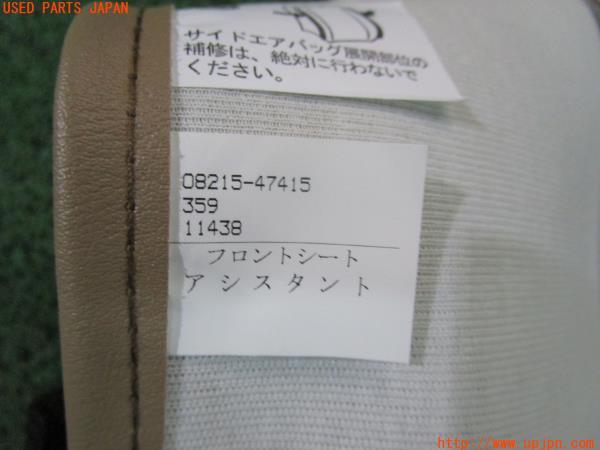 USED PARTS JAPAN
サイドエアバッグ展開部位の
補修は、絶対に行わないで
ください。
08215-47415
359
11438
フロントシート
アシスタント
http://www.upjpn.com